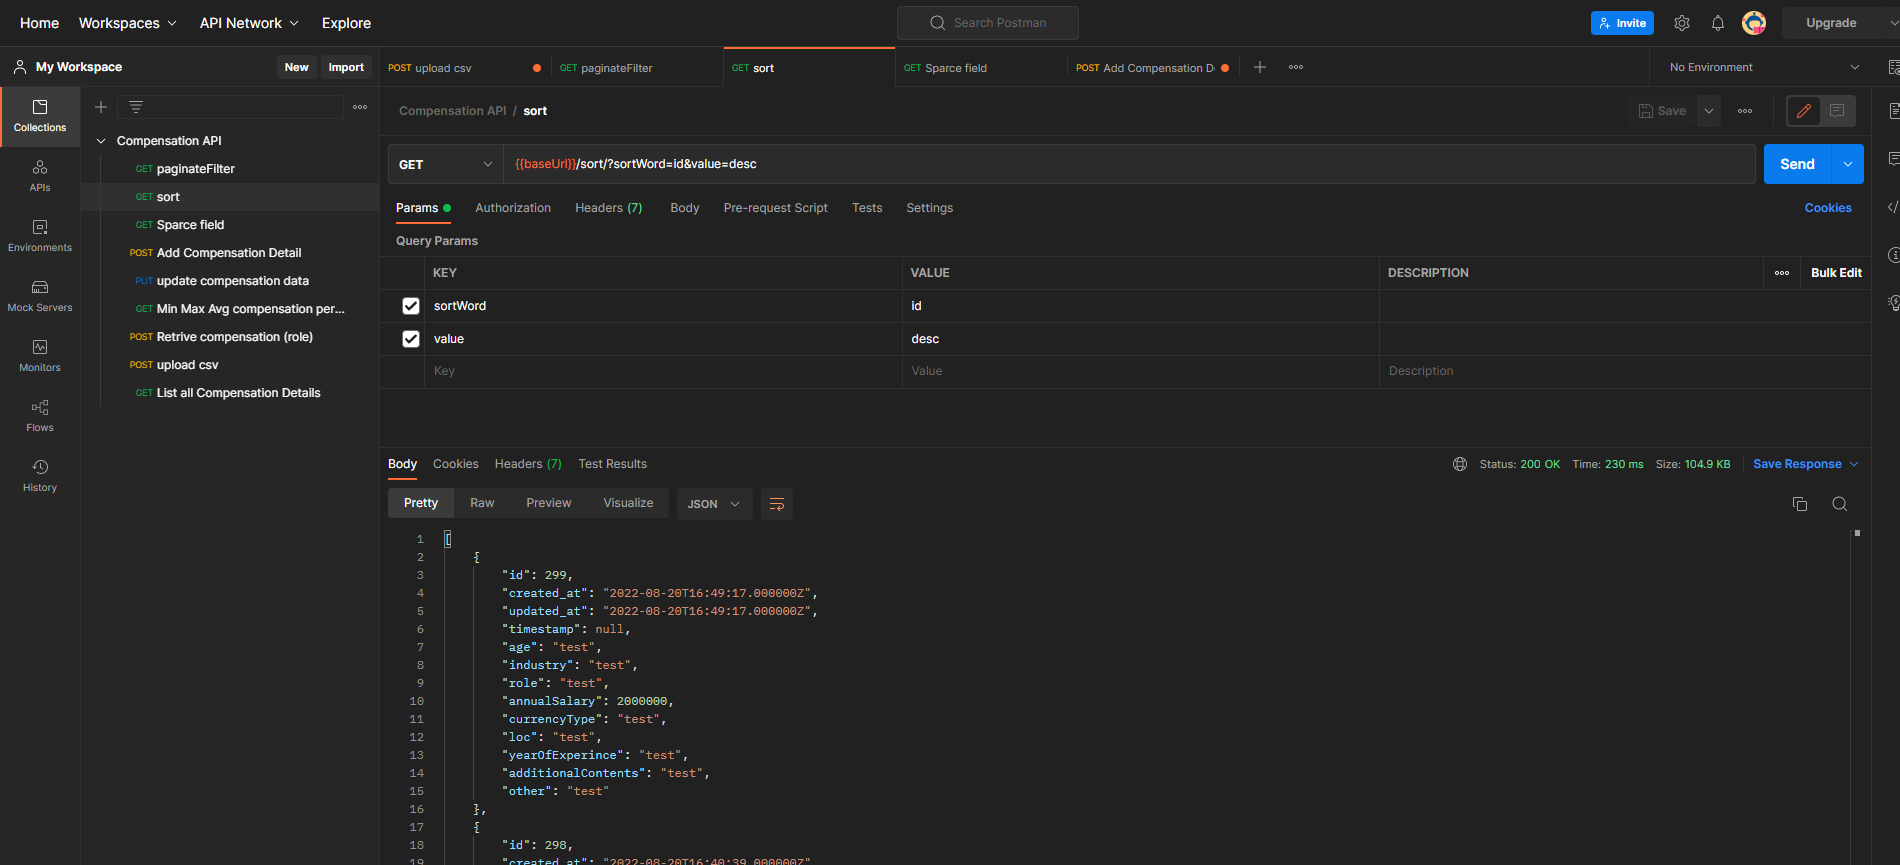 Home Workspaces API Network Explore Search Postman Invite Upgrade
My Workspace New Import POST upload csv GET paginateFilter GET sort GET Sparce field POST Add Compensation D No Environment
Collections
APIs
Environments
Mock Servers
Monitors
Flows
History
Compensation API
GET paginateFilter
GET sort
GET Sparce field
POST Add Compensation Detail
PUT update compensation data
GET Min Max Avg compensation per...
POST Retrive compensation (role)
POST upload csv
GET List all Compensation Details
Compensation API / sort Save
GET {{baseUrl}}/sort/?sortWord=id&value=desc Send
Params Authorization Headers (7) Body Pre-request Script Tests Settings Cookies
Query Params
KEY VALUE DESCRIPTION Bulk Edit
sortWord id
value desc
Key Value Description
Body Cookies Headers (7) Test Results Status: 200 OK Time: 230 ms Size: 104.9 KB Save Response
Pretty Raw Preview Visualize JSON
1 [
2 {
3 "id": 299,
4 "created_at": "2022-08-20T16:49:17.000000Z",
5 "updated_at": "2022-08-20T16:49:17.000000Z",
6 "timestamp": null,
7 "age": "test",
8 "industry": "test",
9 "role": "test",
10 "annualSalary": 2000000,
11 "currencyType": "test",
12 "loc": "test",
13 "yearOfExperince": "test",
14 "additionalContents": "test",
15 "other": "test"
16 },
17 {
18 "id": 298,
19 "created_at": "2022-08-20T16:40:39.000000Z"